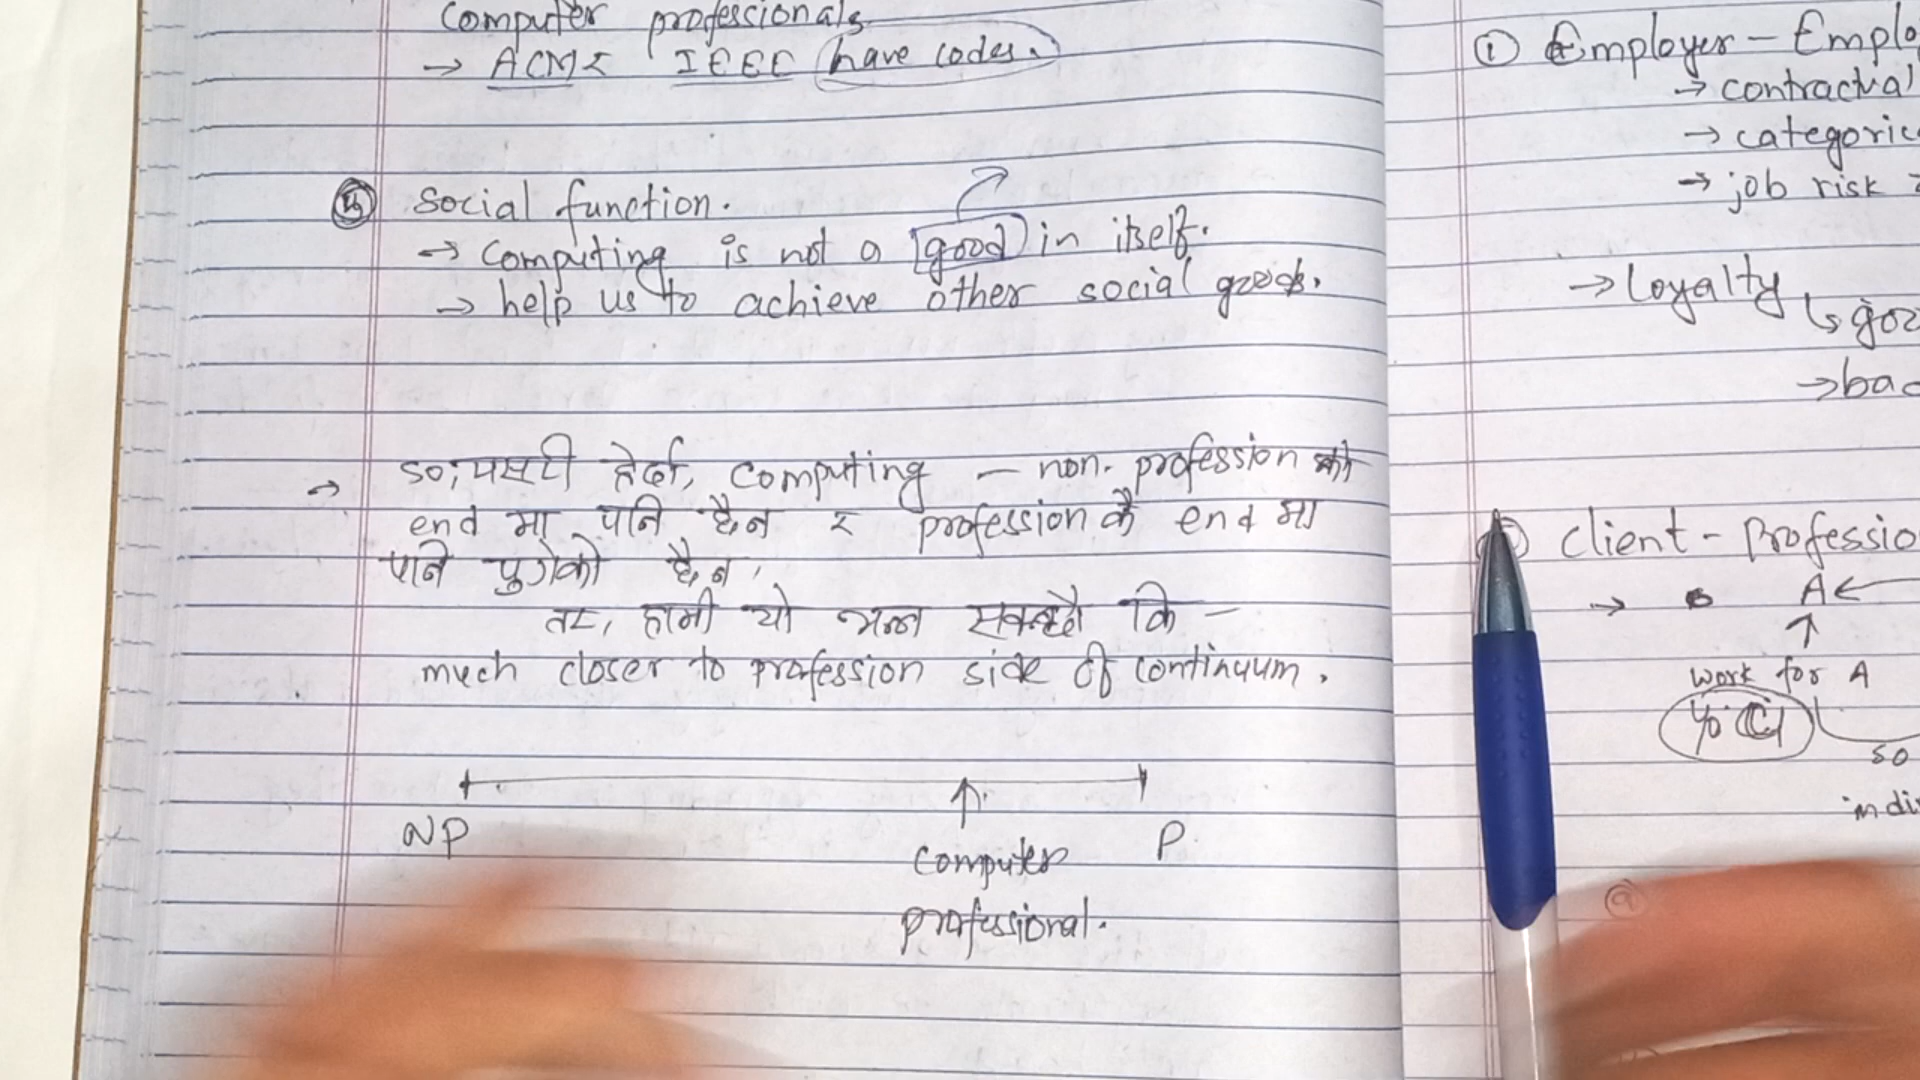 computer professionals
→ ACM र IEEE have codes.
social function.
→ computing is not a good in itself.
→ help us to achieve other social goods.
→ so, यसरी हेर्दा, computing – non-profession को
end मा पनि छैन र profession कै end मा
पनि पुगेको छैन,
तर, हामी यो भन्न सक्छौ कि –
much closer to profession side of continuum.
NP
P.
computer
professional.
① Employer – Emplo
→ contractual
→ categoric
→ job risk
→ loyalty
↳ goo
→ bad
Client – Professio
→ A ←
↑
work for A
so
indi